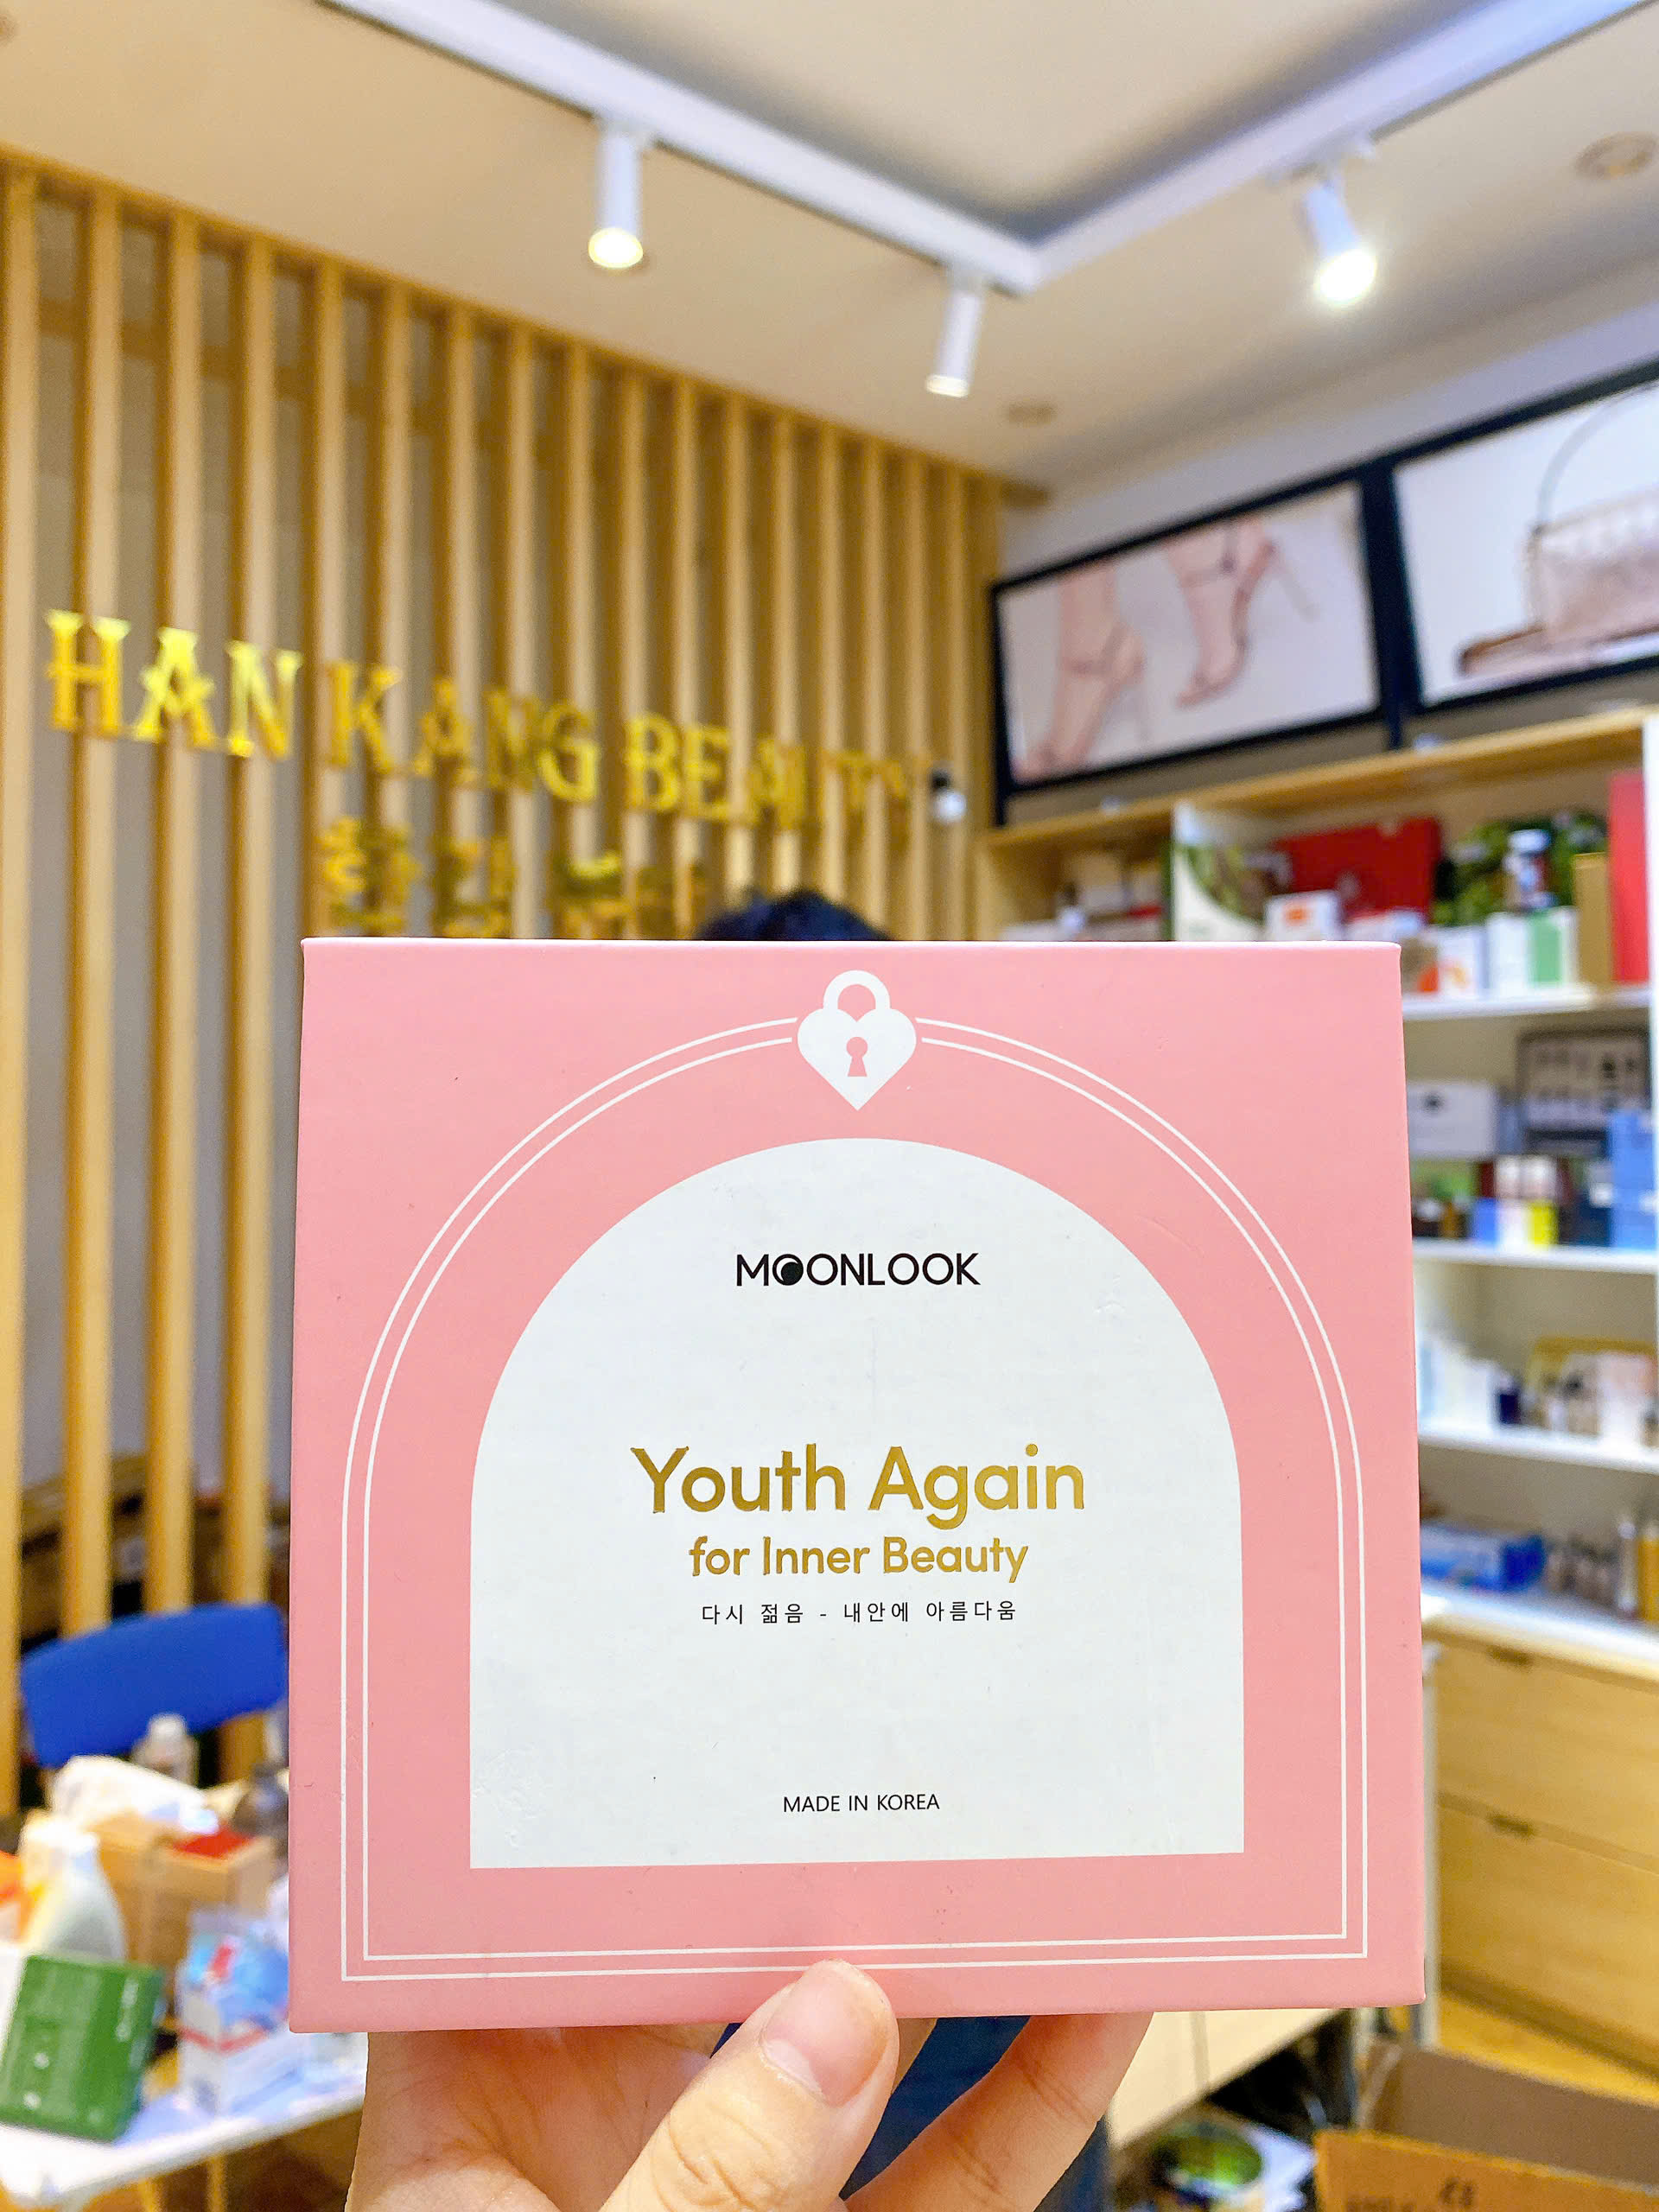 HAN KANG BEAUTY
MOONLOOK
Youth Again
for Inner Beauty
다시 젊음 - 내안에 아름다움
MADE IN KOREA